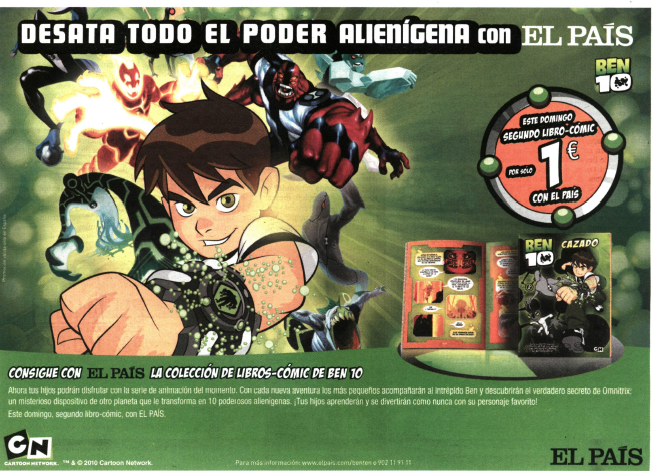 DESATA TODO EL PODER ALIENÍGENA con EL PAÍS
BEN
10
ESTE DOMINGO
SEGUNDO LIBRO-CÓMIC
POR SOLO
1€
CON EL PAÍS
BEN
10
CAZADO
CONSIGUE CON EL PAÍS LA COLECCIÓN DE LIBROS-CÓMIC DE BEN 10
Ahora tus hijos podrán disfrutar con la serie de animación del momento. Con cada nueva aventura los más pequeños acompañarán al intrépido Ben y descubrirán el verdadero secreto de Omnitrix:
un misterioso dispositivo de otro planeta que le transforma en 10 poderosos alienígenas. ¡Tus hijos aprenderán y se divertirán como nunca con su personaje favorito!
Este domingo, segundo libro-cómic, con EL PAÍS.
CN
CARTOON NETWORK. ™ & © 2010 Cartoon Network.
Para más información: www.elpais.com/benten o 902 11 91 11
EL PAÍS